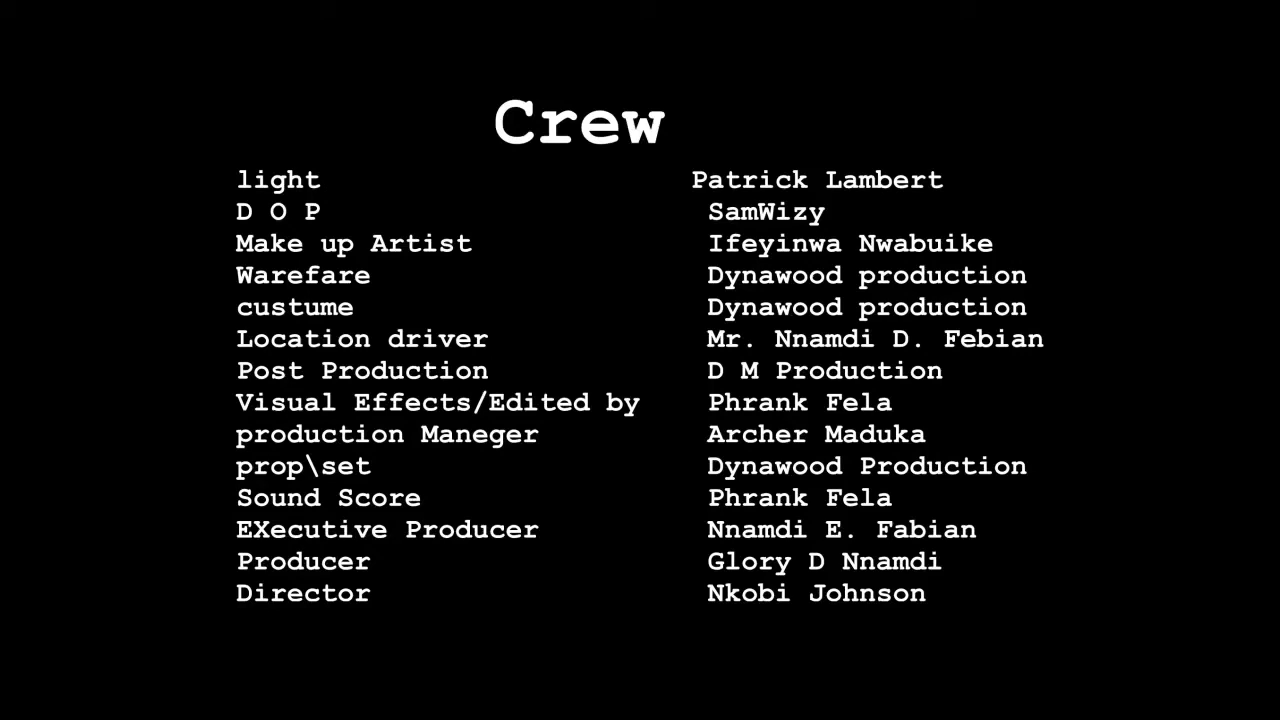 Crew
light Patrick Lambert
D O P SamWizy
Make up Artist Ifeyinwa Nwabuike
Warefare Dynawood production
custume Dynawood production
Location driver Mr. Nnamdi D. Febian
Post Production D M Production
Visual Effects/Edited by Phrank Fela
production Maneger Archer Maduka
prop\set Dynawood Production
Sound Score Phrank Fela
EXecutive Producer Nnamdi E. Fabian
Producer Glory D Nnamdi
Director Nkobi Johnson